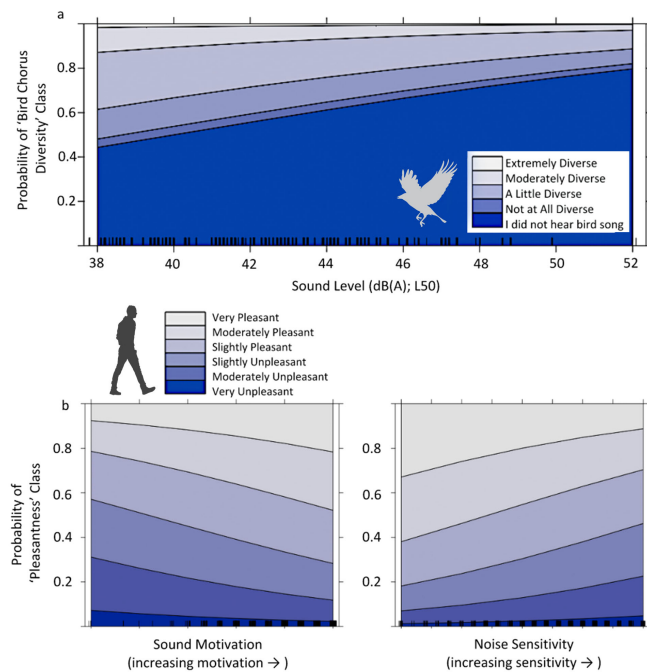 a
Probability of 'Bird Chorus
Diversity' Class
0.8
0.6
0.4
0.2
Extremely Diverse
Moderately Diverse
A Little Diverse
Not at All Diverse
I did not hear bird song
38 40 42 44 46 48 50 52
Sound Level (dB(A); L50)
Very Pleasant
Moderately Pleasant
Slightly Pleasant
Slightly Unpleasant
Moderately Unpleasant
Very Unpleasant
b
Probability of
'Pleasantness' Class
0.8 0.8
0.6 0.6
0.4 0.4
0.2 0.2
Sound Motivation
(increasing motivation → )
Noise Sensitivity
(increasing sensitivity → )